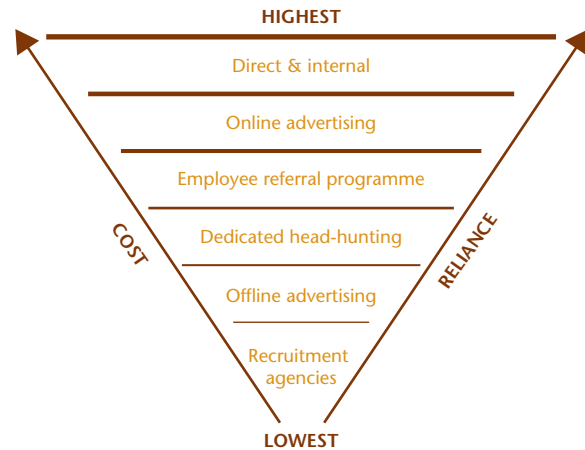 HIGHEST
Direct & internal
Online advertising
Employee referral programme
COST
Dedicated head-hunting
RELIANCE
Offline advertising
Recruitment
agencies
LOWEST